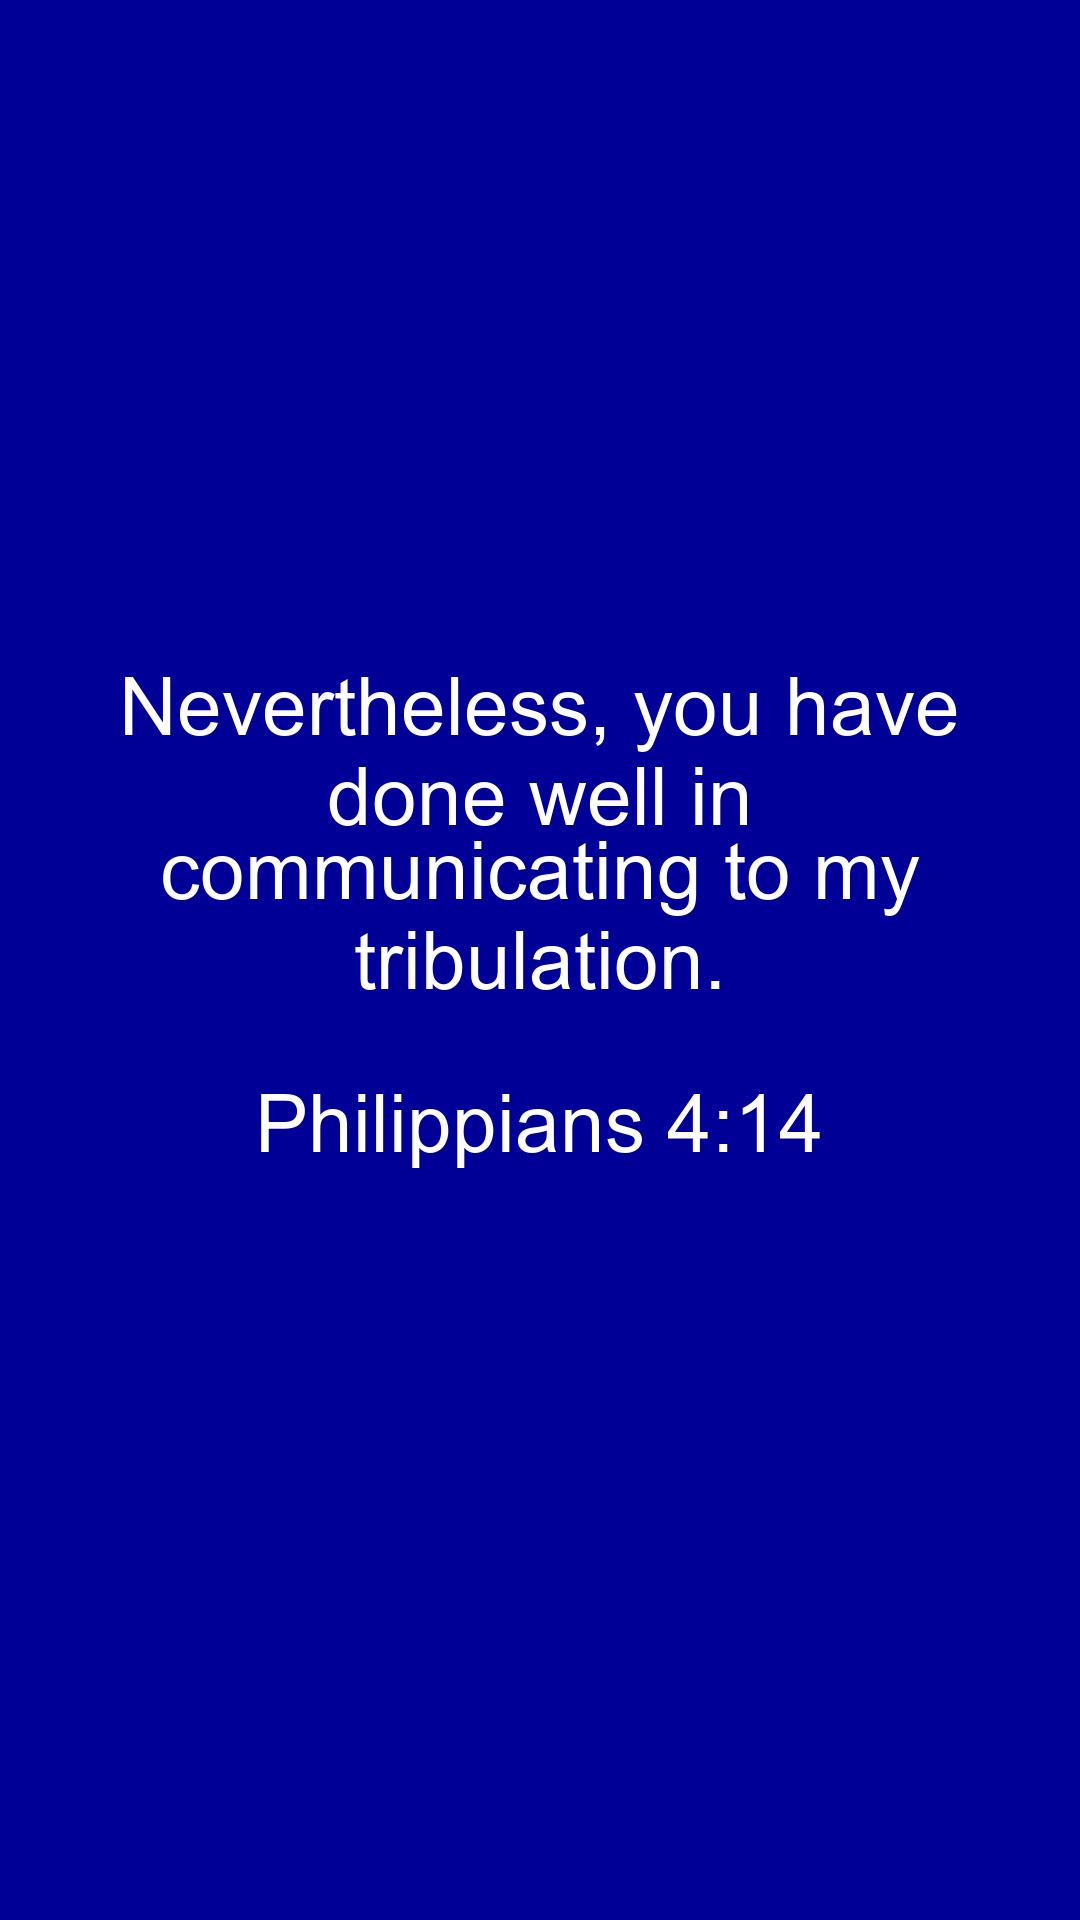 Nevertheless, you have
done well in
communicating to my
tribulation.
Philippians 4:14